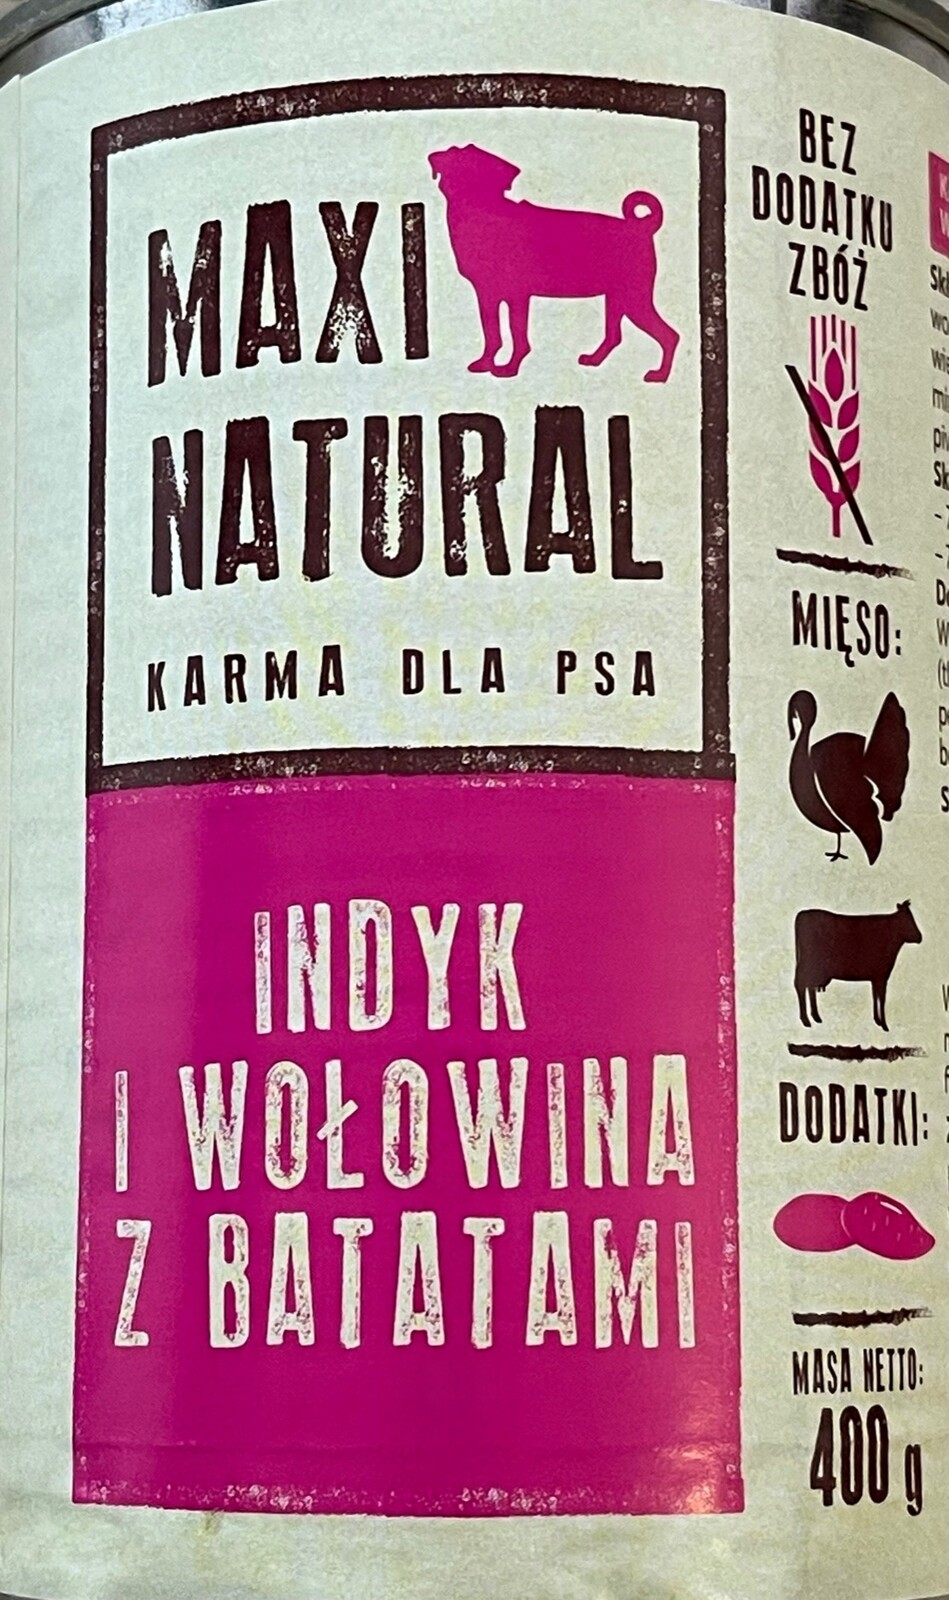 MAXI
NATURAL
KARMA DLA PSA
INDYK
I WOŁOWINA
Z BATATAMI
BEZ
DODATKU
ZBÓŻ
MIĘSO:
DODATKI:
MASA NETTO:
400 g